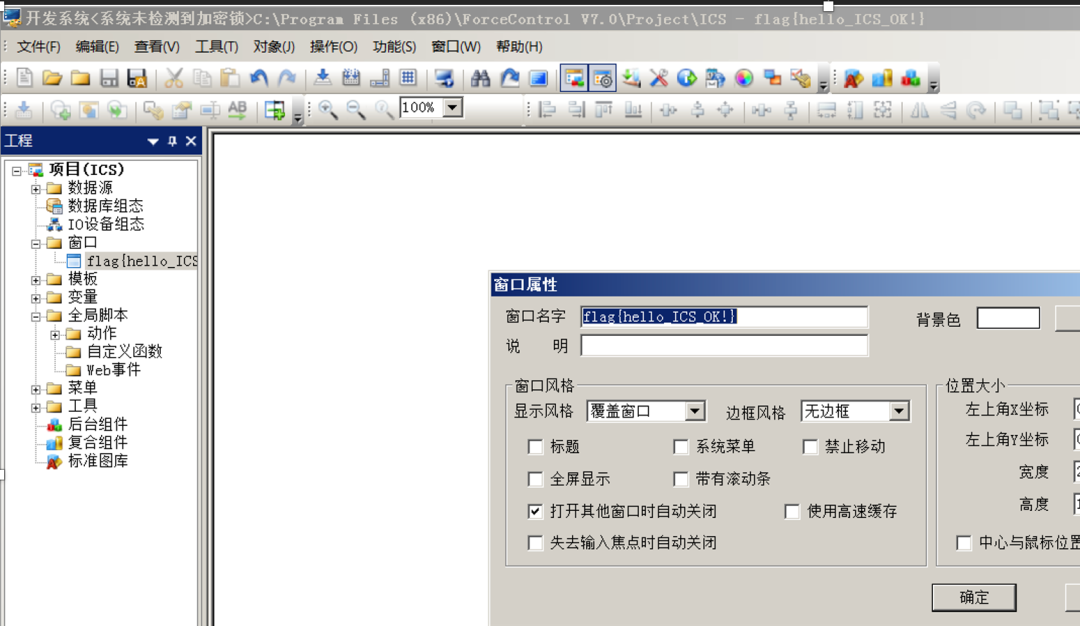 开发系统<系统未检测到加密锁>C:\Program Files (x86)\ForceControl V7.0\Project\ICS - flag{hello_ICS_OK!}
文件(F) 编辑(E) 查看(V) 工具(T) 对象(J) 操作(O) 功能(S) 窗口(W) 帮助(H)
AB
100%
工程
项目(ICS)
数据源
数据库组态
IO设备组态
窗口
flag{hello_ICS
模板
变量
全局脚本
动作
自定义函数
Web事件
菜单
工具
后台组件
复合组件
标准图库
窗口属性
窗口名字 flag{hello_ICS_OK!} 背景色
说 明
窗口风格
显示风格 覆盖窗口 边框风格 无边框
标题 系统菜单 禁止移动
全屏显示 带有滚动条
打开其他窗口时自动关闭 使用高速缓存
失去输入焦点时自动关闭
位置大小
左上角X坐标
左上角Y坐标
宽度
高度
中心与鼠标位置
确定